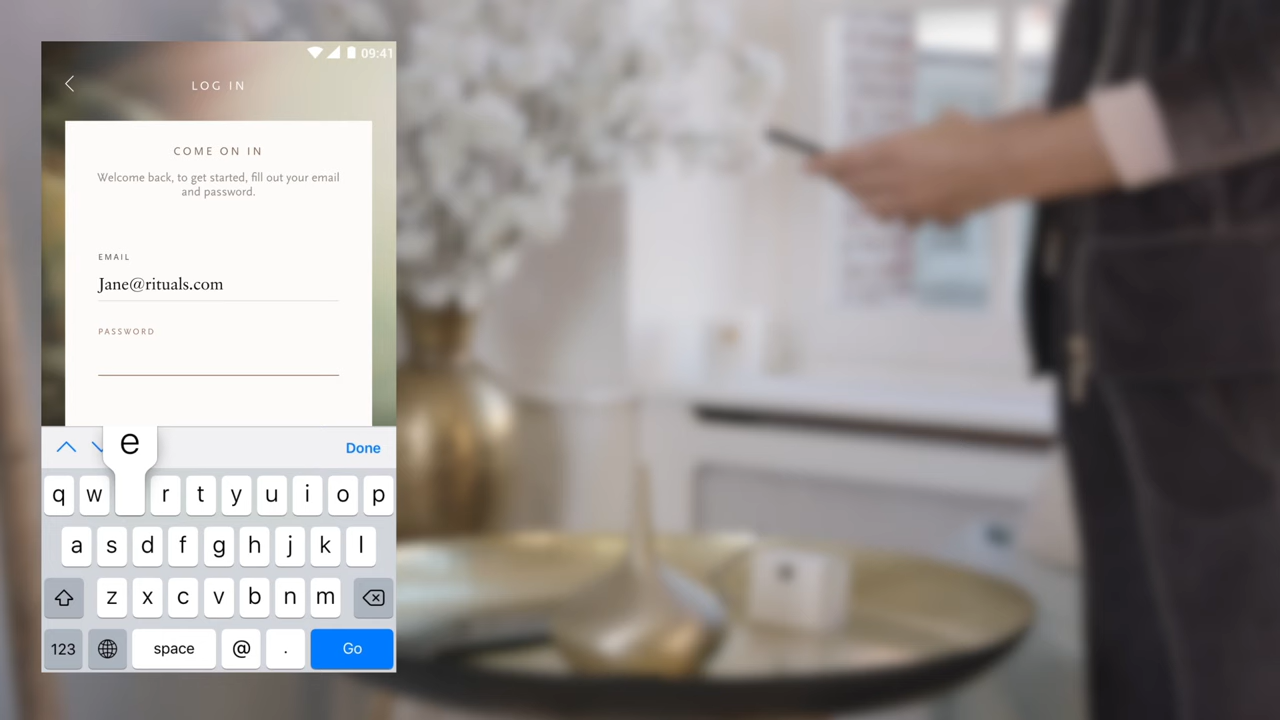 09:41
LOG IN
COME ON IN
Welcome back, to get started, fill out your email
and password.
EMAIL
Jane@rituals.com
PASSWORD
e
Done
q w r t y u i o p
a s d f g h j k l
z x c v b n m
123 space @ . Go